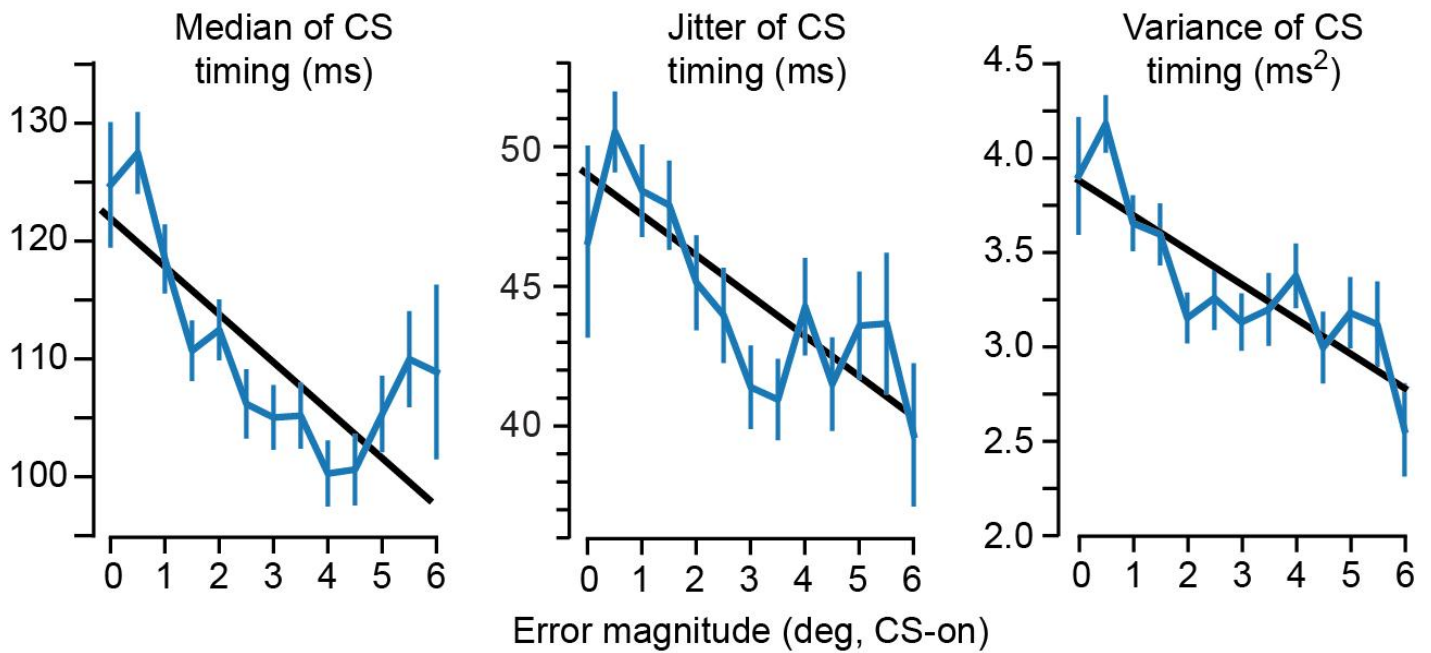 Median of CS
timing (ms)
130
120
110
100
0 1 2 3 4 5 6
Jitter of CS
timing (ms)
50
45
40
0 1 2 3 4 5 6
Variance of CS
timing (ms²)
4.5
4.0
3.5
3.0
2.5
2.0
0 1 2 3 4 5 6
Error magnitude (deg, CS-on)